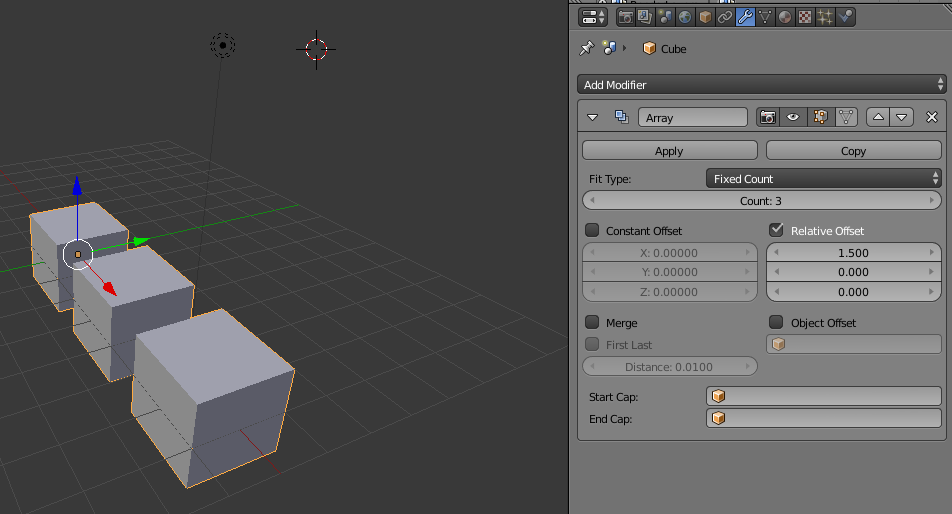 Cube
Add Modifier
Array
Apply Copy
Fit Type: Fixed Count
Count: 3
Constant Offset Relative Offset
X: 0.00000 1.500
Y: 0.00000 0.000
Z: 0.00000 0.000
Merge Object Offset
First Last
Distance: 0.0100
Start Cap:
End Cap: